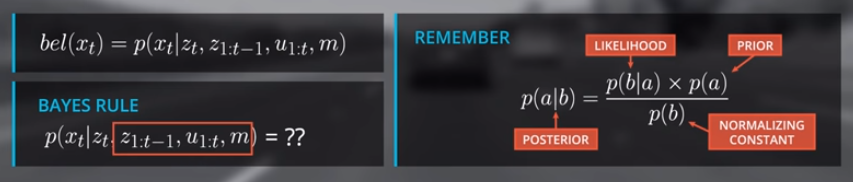 bel(x_t) = p(x_t|z_t, z_{1:t−1}, u_{1:t}, m)
BAYES RULE
p(x_t|z_t, z_{1:t−1}, u_{1:t}, m) = ??
REMEMBER
LIKELIHOOD
PRIOR
p(a|b) = \frac{p(b|a) × p(a)}{p(b)}
POSTERIOR
NORMALIZING
CONSTANT